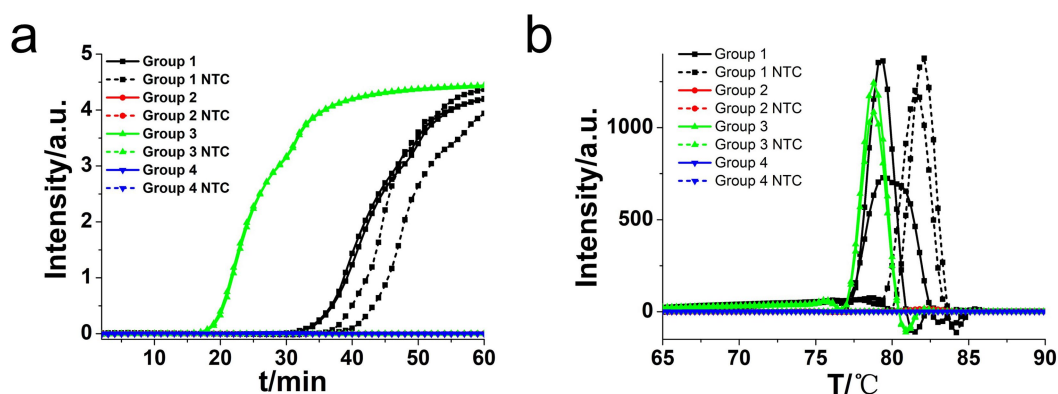 a
Intensity/a.u.
5
4
3
2
1
0
Group 1
Group 1 NTC
Group 2
Group 2 NTC
Group 3
Group 3 NTC
Group 4
Group 4 NTC
10 20 30 40 50 60
t/min
b
Intensity/a.u.
1000
500
0
Group 1
Group 1 NTC
Group 2
Group 2 NTC
Group 3
Group 3 NTC
Group 4
Group 4 NTC
65 70 75 80 85 90
T/℃